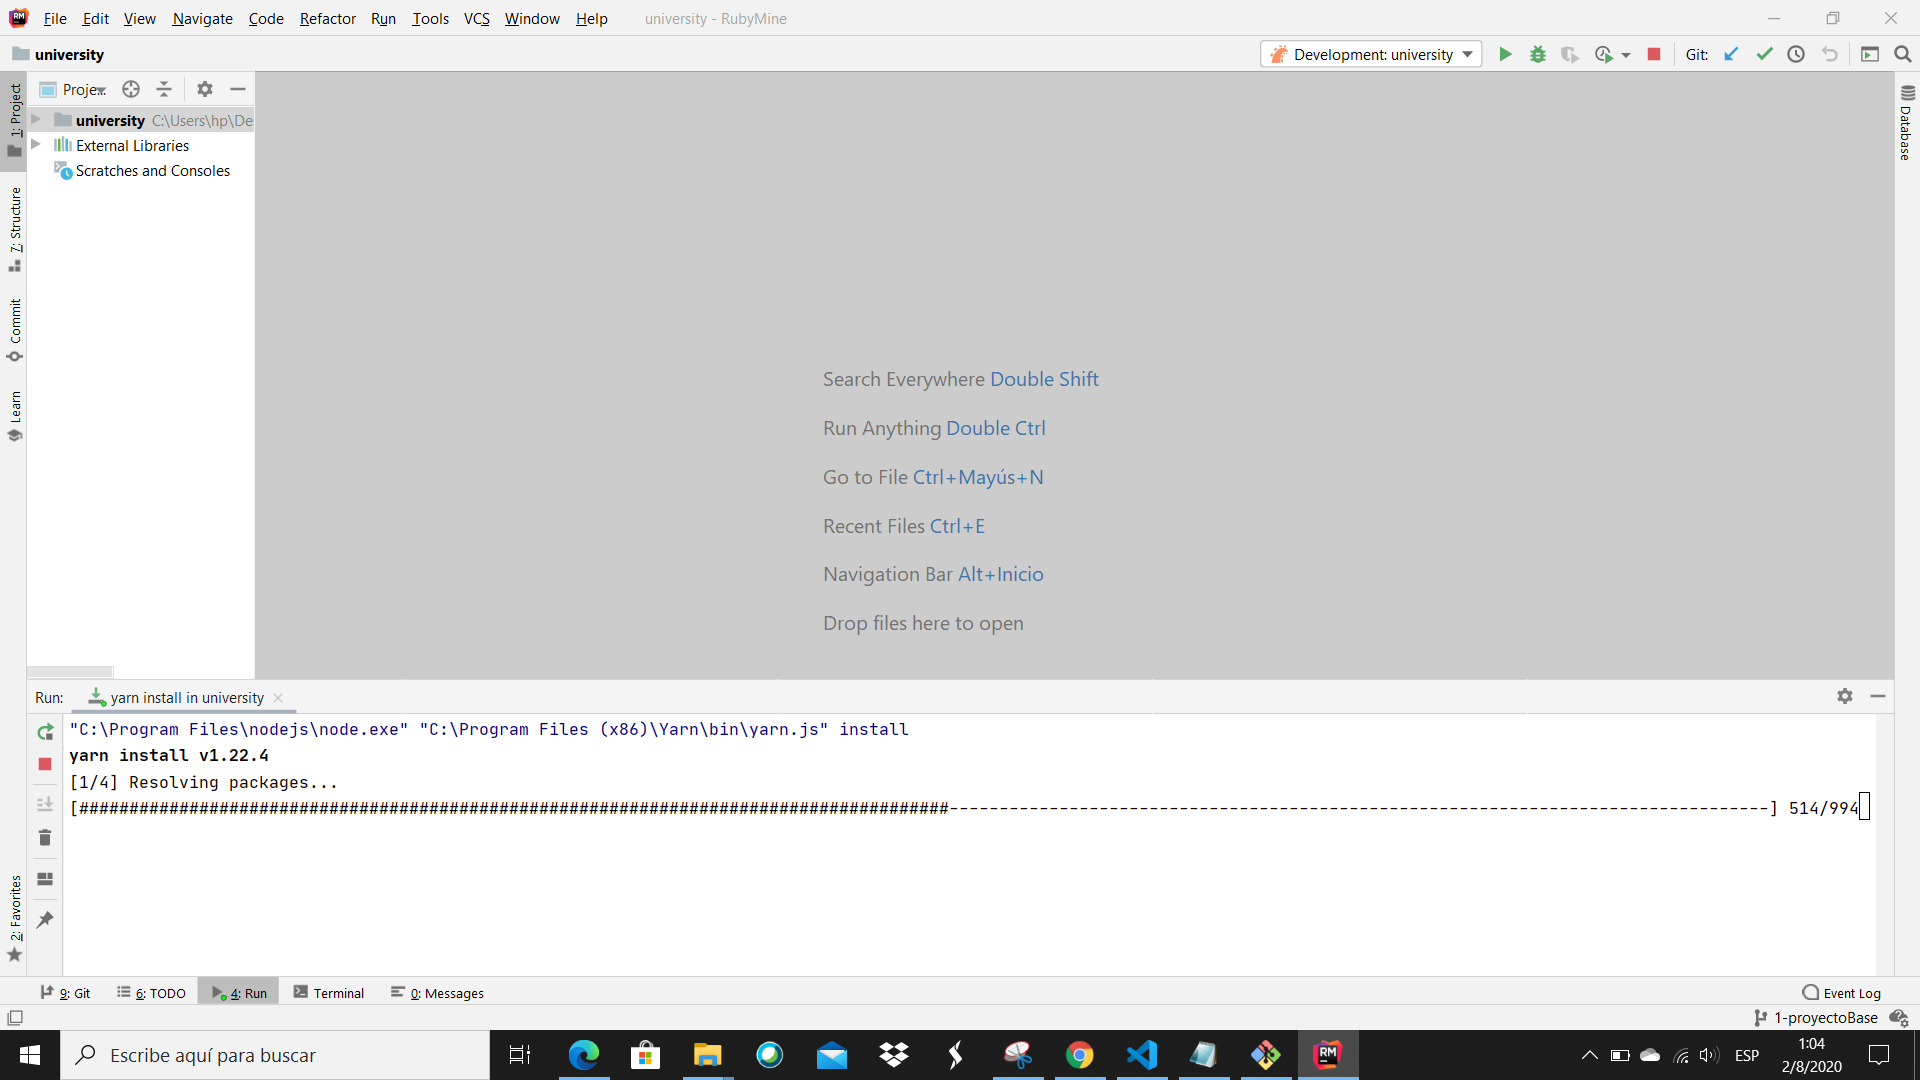 RM File Edit View Navigate Code Refactor Run Tools VCS Window Help university - RubyMine
university Development: university Git:
Proje..
university C:\Users\hp\De
External Libraries
Scratches and Consoles
1: Project
7: Structure
Commit
Learn
2: Favorites
Database
Search Everywhere Double Shift
Run Anything Double Ctrl
Go to File Ctrl+Mayús+N
Recent Files Ctrl+E
Navigation Bar Alt+Inicio
Drop files here to open
Run: yarn install in university
"C:\Program Files\nodejs\node.exe" "C:\Program Files (x86)\Yarn\bin\yarn.js" install
yarn install v1.22.4
[1/4] Resolving packages...
[#######################################################################################----------------------------------------------------------------------------------] 514/994
9: Git 6: TODO 4: Run Terminal 0: Messages Event Log
1-proyectoBase
Escribe aquí para buscar RM ESP 1:04
2/8/2020